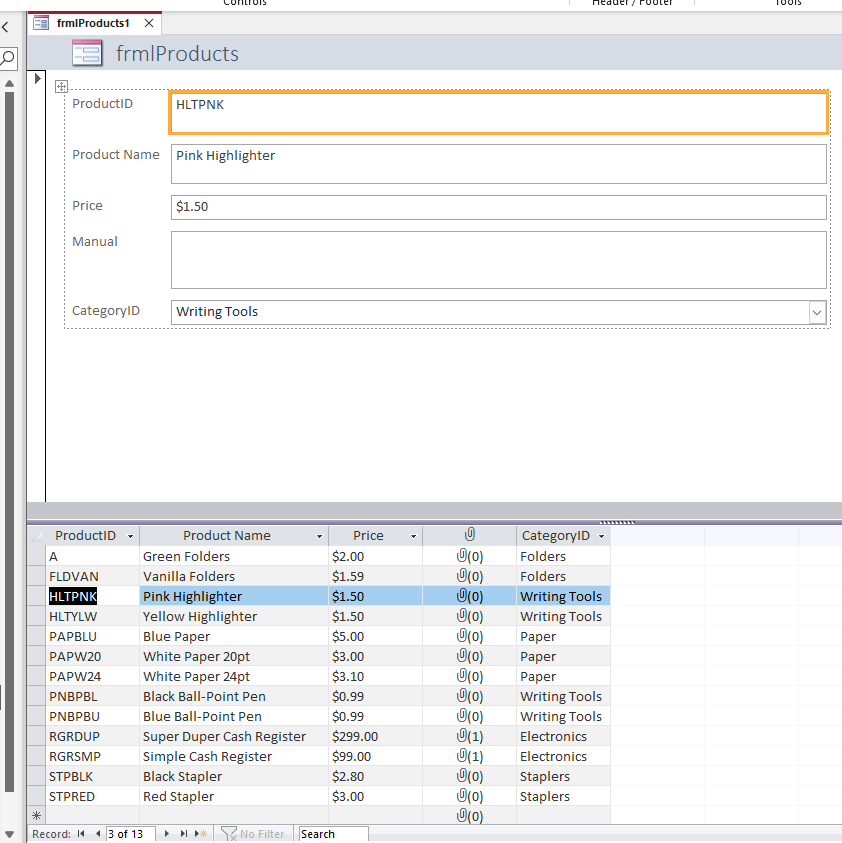 Controls Header / Footer Tools
frmlProducts1
frmlProducts
ProductID HLTPNK
Product Name Pink Highlighter
Price $1.50
Manual
CategoryID Writing Tools
ProductID Product Name Price CategoryID
A Green Folders $2.00 (0) Folders
FLDVAN Vanilla Folders $1.59 (0) Folders
HLTPNK Pink Highlighter $1.50 (0) Writing Tools
HLTYLW Yellow Highlighter $1.50 (0) Writing Tools
PAPBLU Blue Paper $5.00 (0) Paper
PAPW20 White Paper 20pt $3.00 (0) Paper
PAPW24 White Paper 24pt $3.10 (0) Paper
PNBPBL Black Ball-Point Pen $0.99 (0) Writing Tools
PNBPBU Blue Ball-Point Pen $0.99 (0) Writing Tools
RGRDUP Super Duper Cash Register $299.00 (1) Electronics
RGRSMP Simple Cash Register $99.00 (1) Electronics
STPBLK Black Stapler $2.80 (0) Staplers
STPRED Red Stapler $3.00 (0) Staplers
(0)
Record: 3 of 13 No Filter Search